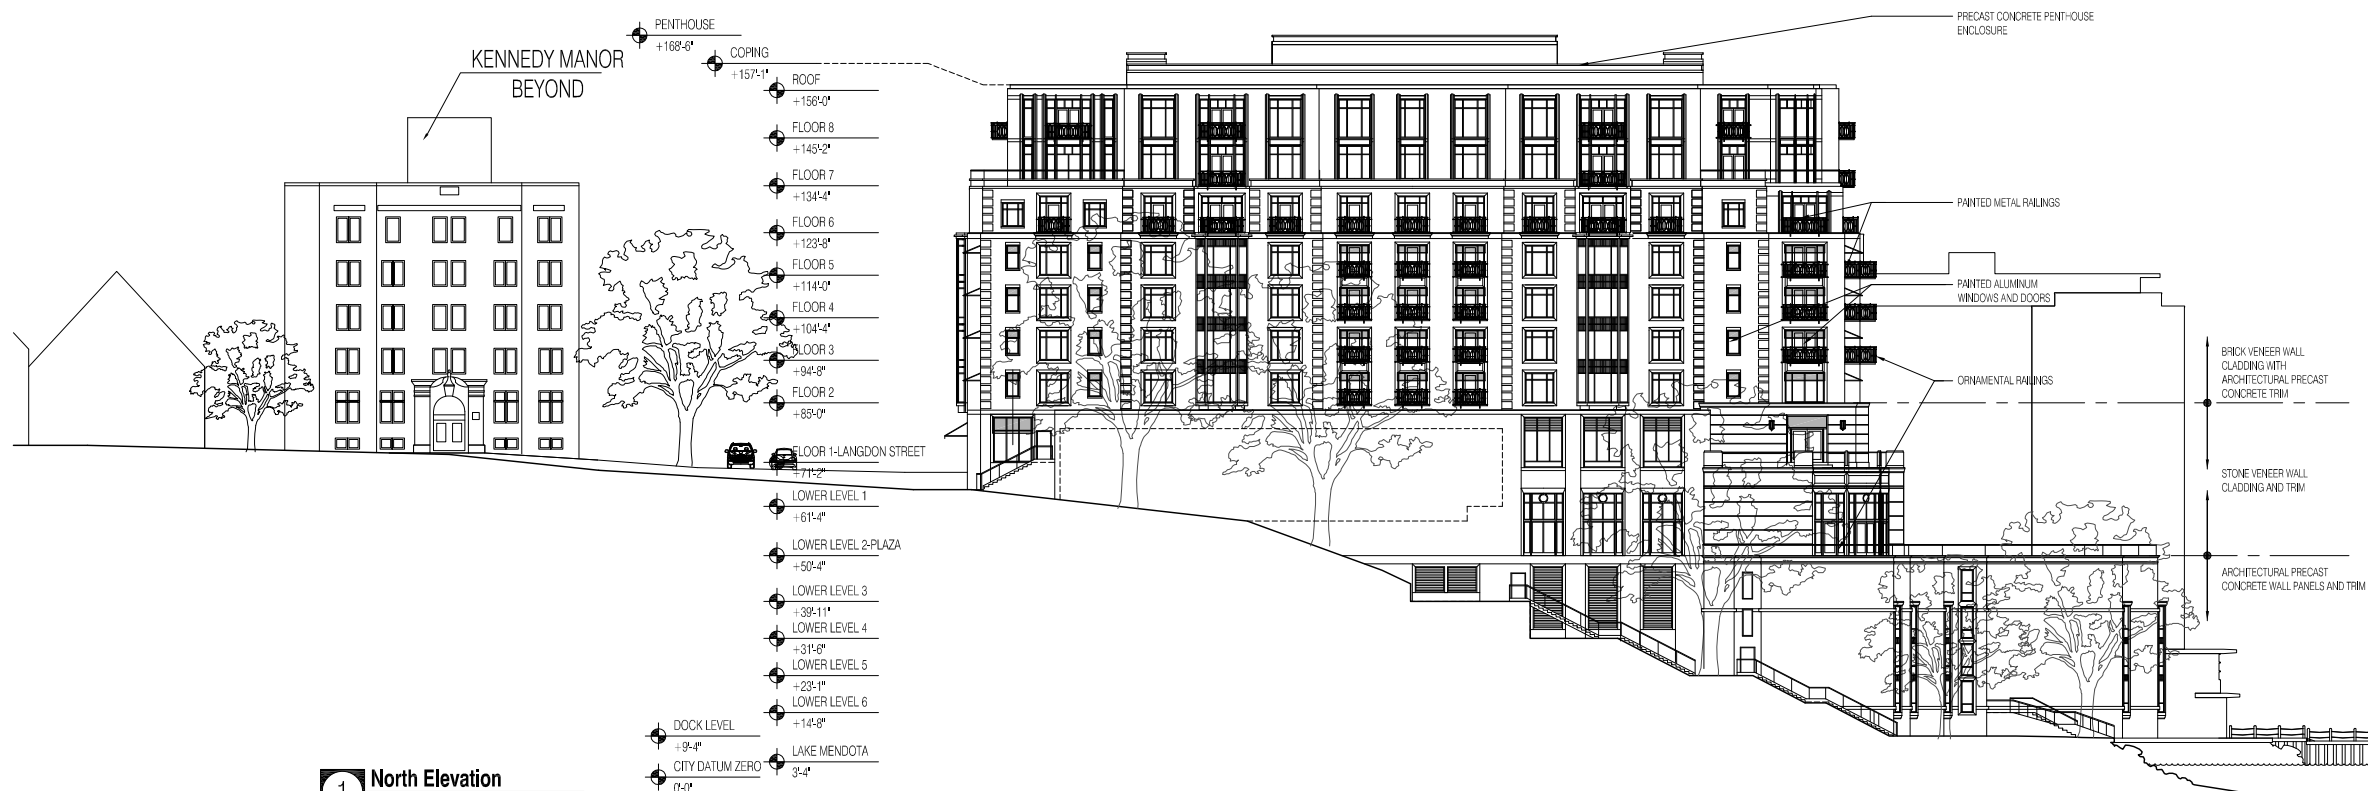 PENTHOUSE
+168'-6"
COPING
+157'-1"
KENNEDY MANOR
BEYOND
ROOF
+156'-0"
FLOOR 8
+145'-2"
FLOOR 7
+134'-4"
FLOOR 6
+123'-8"
FLOOR 5
+114'-0"
FLOOR 4
+104'-4"
FLOOR 3
+94'-8"
FLOOR 2
+85'-0"
FLOOR 1-LANGDON STREET
+71'-2"
LOWER LEVEL 1
+61'-4"
LOWER LEVEL 2-PLAZA
+50'-4"
LOWER LEVEL 3
+39'-11"
LOWER LEVEL 4
+31'-6"
LOWER LEVEL 5
+23'-1"
LOWER LEVEL 6
+14'-8"
DOCK LEVEL
+9'-4"
LAKE MENDOTA
3'-4"
CITY DATUM ZERO
0'-0"
1
North Elevation
PRECAST CONCRETE PENTHOUSE
ENCLOSURE
PAINTED METAL RAILINGS
PAINTED ALUMINUM
WINDOWS AND DOORS
ORNAMENTAL RAILINGS
BRICK VENEER WALL
CLADDING WITH
ARCHITECTURAL PRECAST
CONCRETE TRIM
STONE VENEER WALL
CLADDING AND TRIM
ARCHITECTURAL PRECAST
CONCRETE WALL PANELS AND TRIM